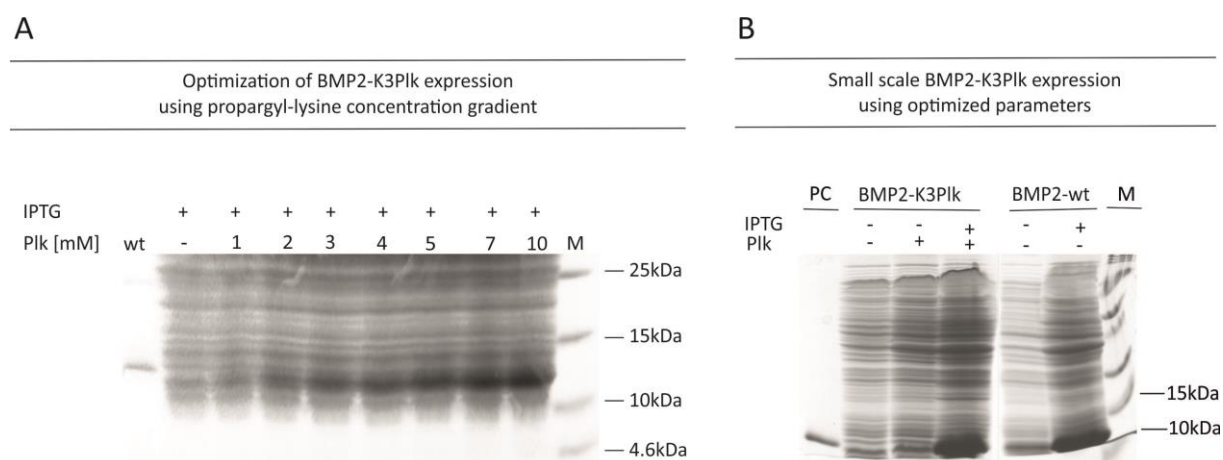 A
Optimization of BMP2-K3Plk expression
using propargyl-lysine concentration gradient
IPTG + + + + + + + +
Plk [mM] wt - 1 2 3 4 5 7 10 M
25kDa
15kDa
10kDa
4.6kDa
B
Small scale BMP2-K3Plk expression
using optimized parameters
PC BMP2-K3Plk BMP2-wt M
IPTG - - + - +
Plk - + + - -
15kDa
10kDa